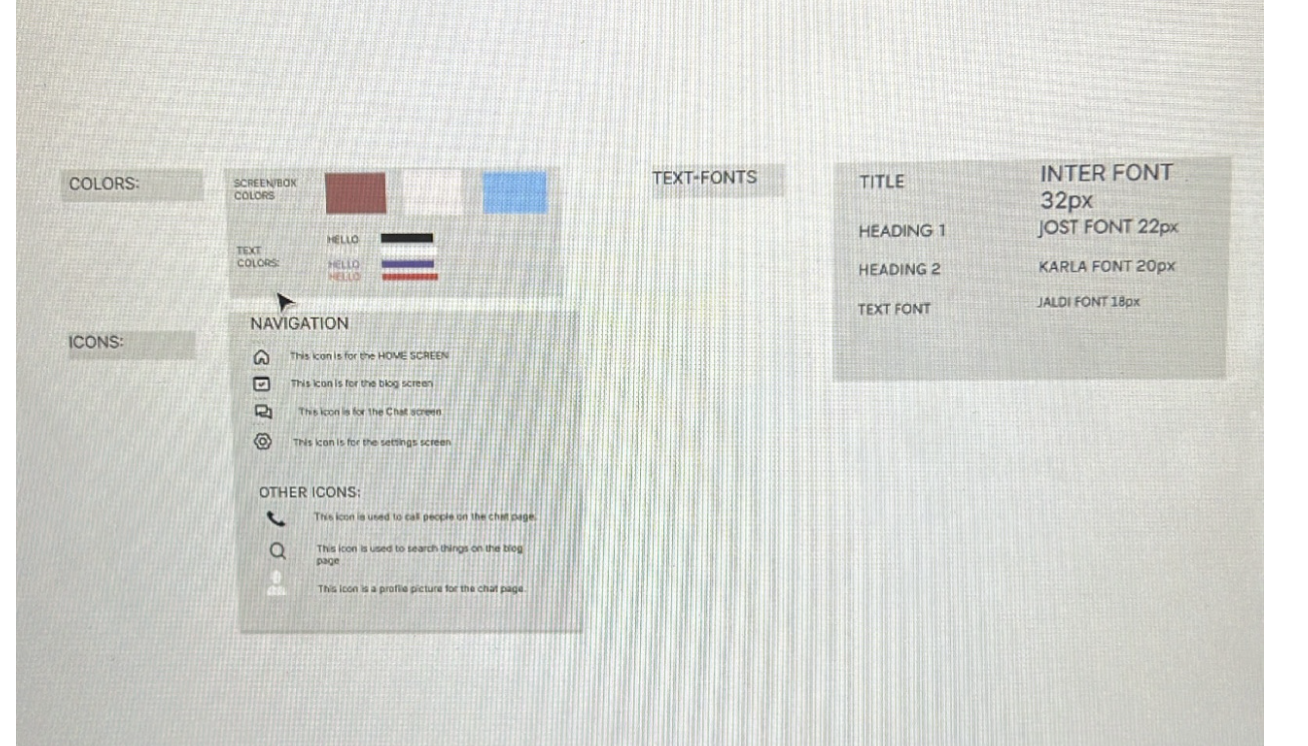 COLORS:
SCREEN/BOX
COLORS
TEXT
COLORS:
HELLO
HELLO
HELLO
ICONS:
NAVIGATION
This icon is for the HOME SCREEN
This icon is for the blog screen
This icon is for the Chat screen
This icon is for the settings screen
OTHER ICONS:
This icon is used to call people on the chat page.
This icon is used to search things on the blog
page
This icon is a profile picture for the chat page.
TEXT-FONTS
TITLE
INTER FONT
32px
HEADING 1
JOST FONT 22px
HEADING 2
KARLA FONT 20px
TEXT FONT
JALDI FONT 18px